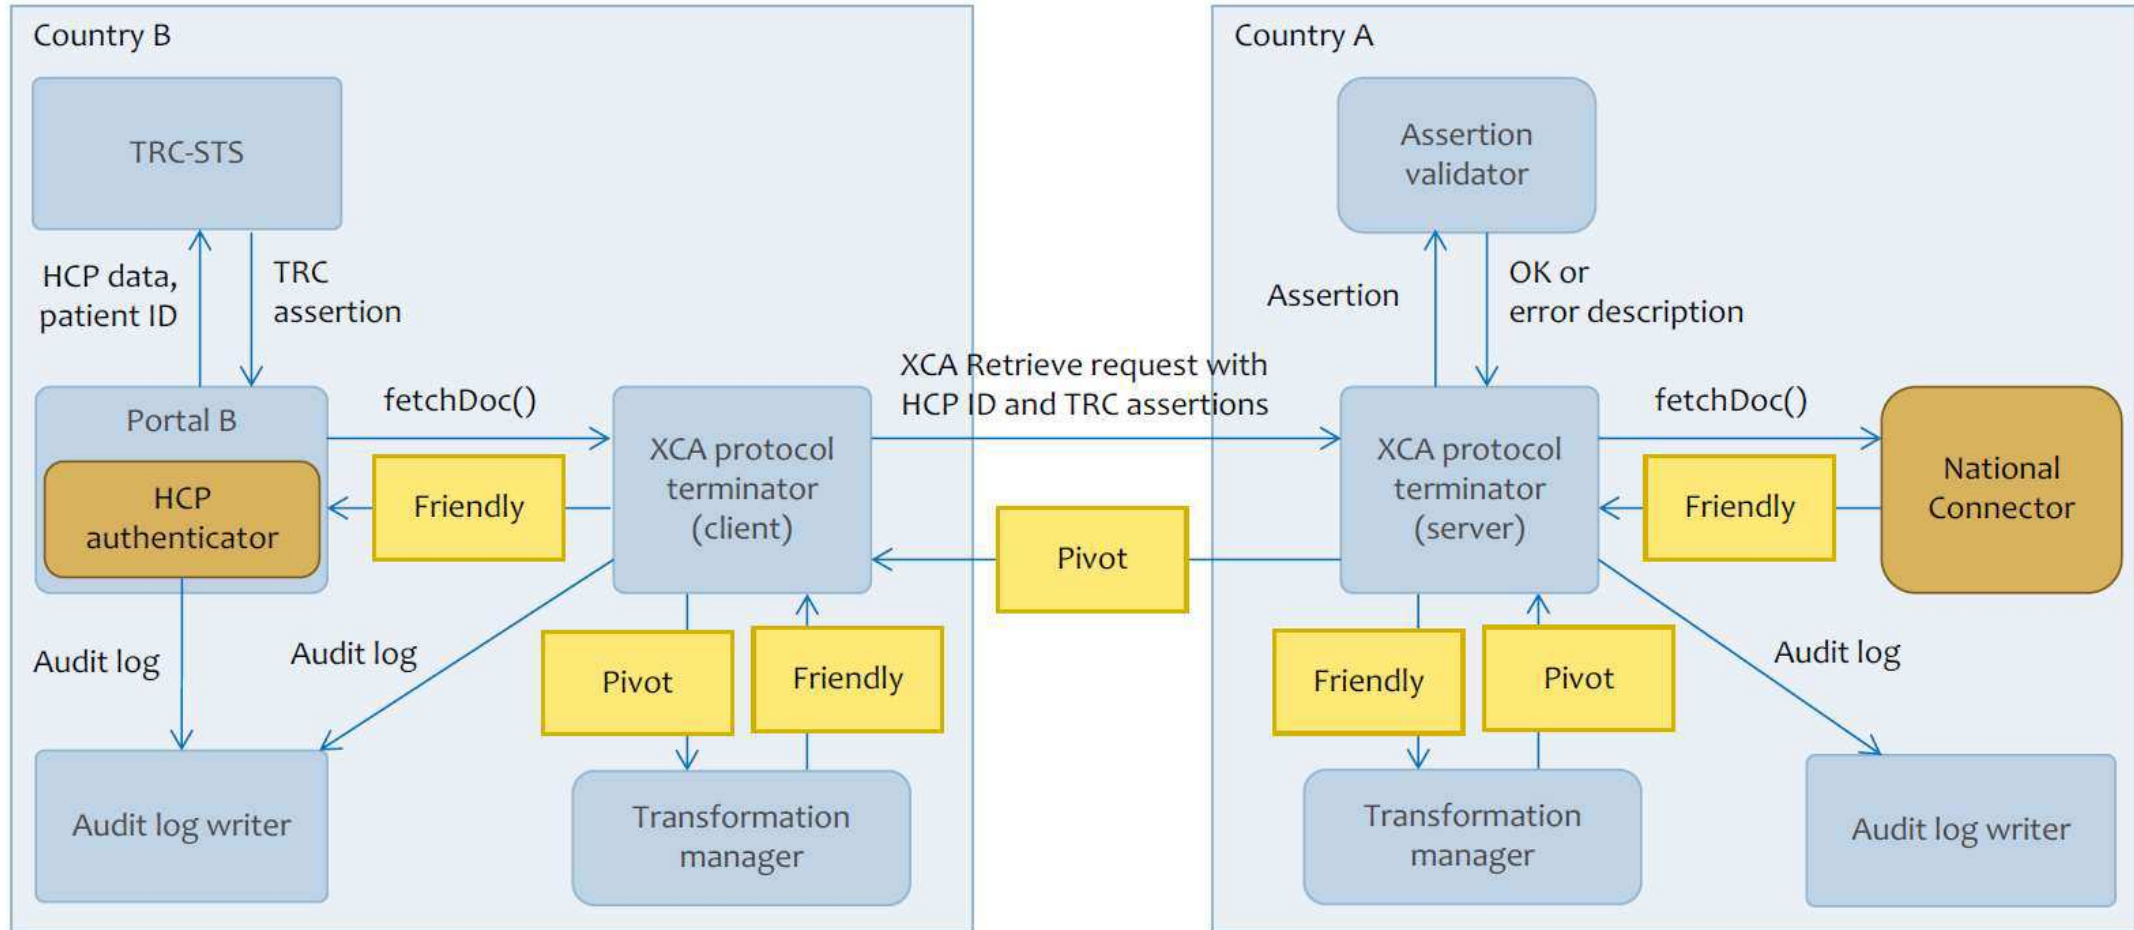 Country B
Country A
TRC-STS
Assertion
validator
HCP data,
patient ID
TRC
assertion
Assertion
OK or
error description
XCA Retrieve request with
HCP ID and TRC assertions
Portal B
fetchDoc()
fetchDoc()
HCP
authenticator
Friendly
XCA protocol
terminator
(client)
Pivot
XCA protocol
terminator
(server)
Friendly
National
Connector
Audit log
Audit log
Pivot
Friendly
Friendly
Pivot
Audit log
Audit log writer
Transformation
manager
Transformation
manager
Audit log writer